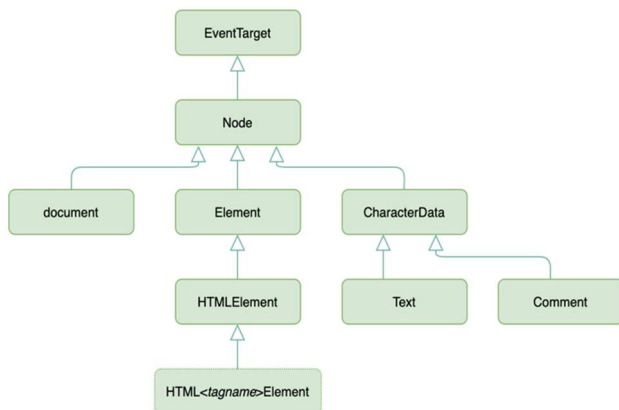 EventTarget
Node
document
Element
CharacterData
HTMLElement
Text
Comment
HTML<tagname>Element